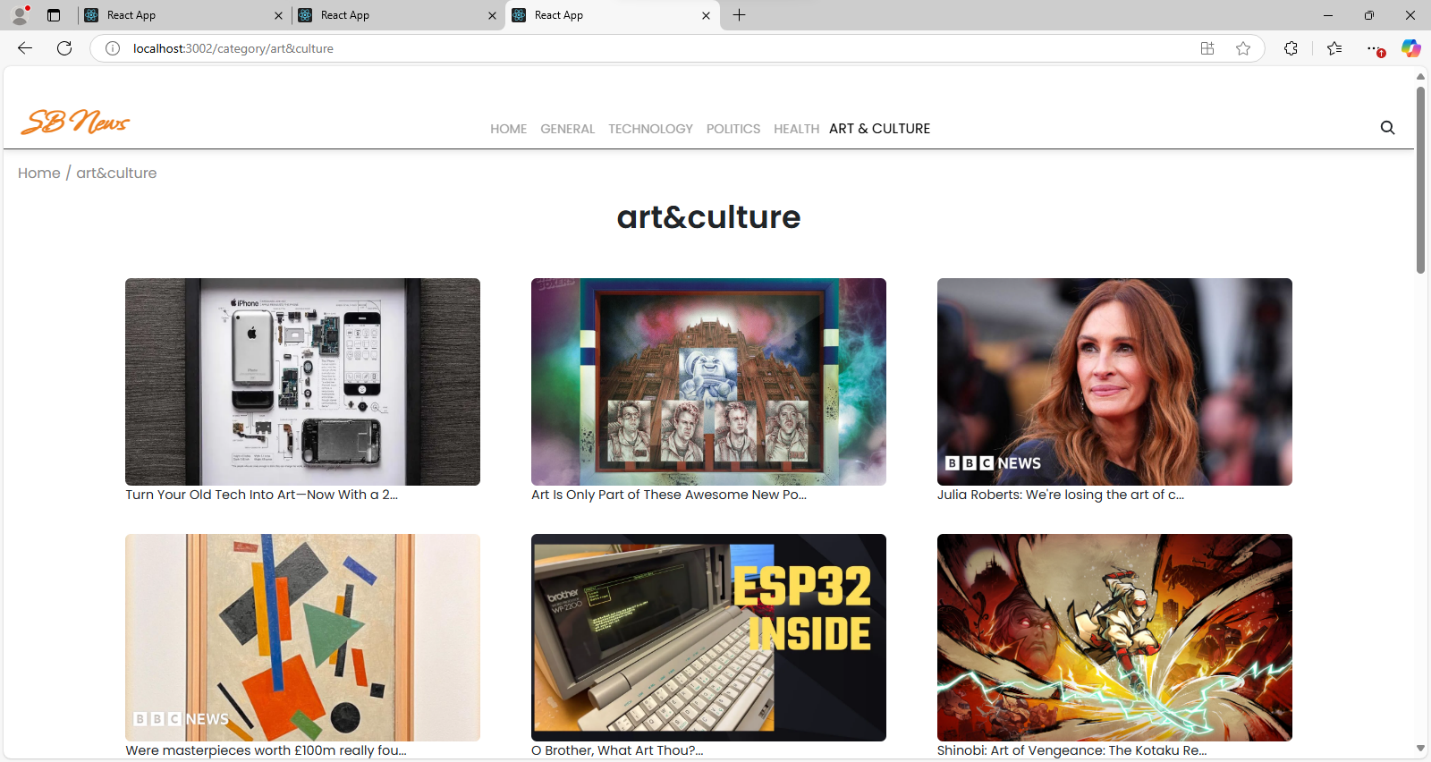 React App
React App
React App
localhost:3002/category/art&culture
SB News
HOME GENERAL TECHNOLOGY POLITICS HEALTH ART & CULTURE
Home / art&culture
art&culture
iPhone
BBC NEWS
Turn Your Old Tech Into Art—Now With a 2...
Art Is Only Part of These Awesome New Po...
Julia Roberts: We're losing the art of c...
BBC NEWS
brother
ESP32
INSIDE
Were masterpieces worth £100m really fou...
O Brother, What Art Thou?...
Shinobi: Art of Vengeance: The Kotaku Re...